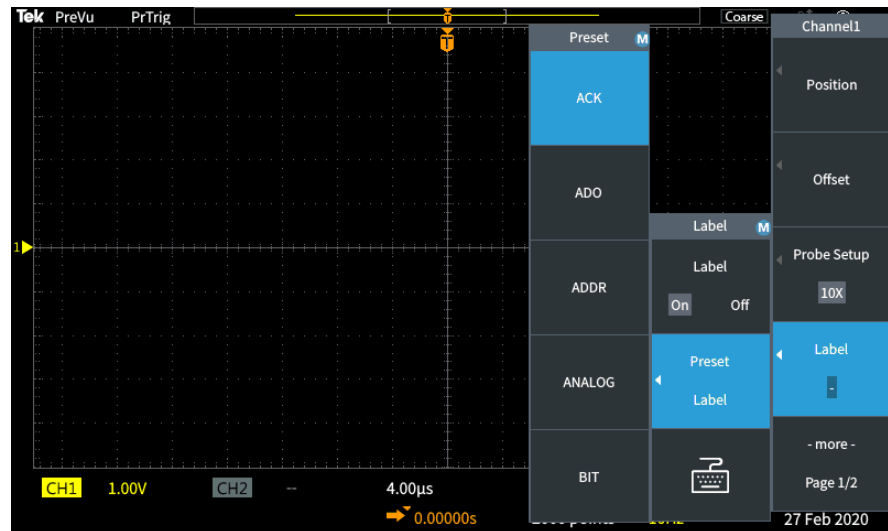 Tek PreVu PrTrig
Coarse
T
T
1
Preset M
ACK
ADO
ADDR
ANALOG
BIT
Label M
Label
On Off
Preset
Label
Channel1
Position
Offset
Probe Setup
10X
Label
-
- more -
Page 1/2
CH1 1.00V CH2 -- 4.00µs
0.00000s
27 Feb 2020